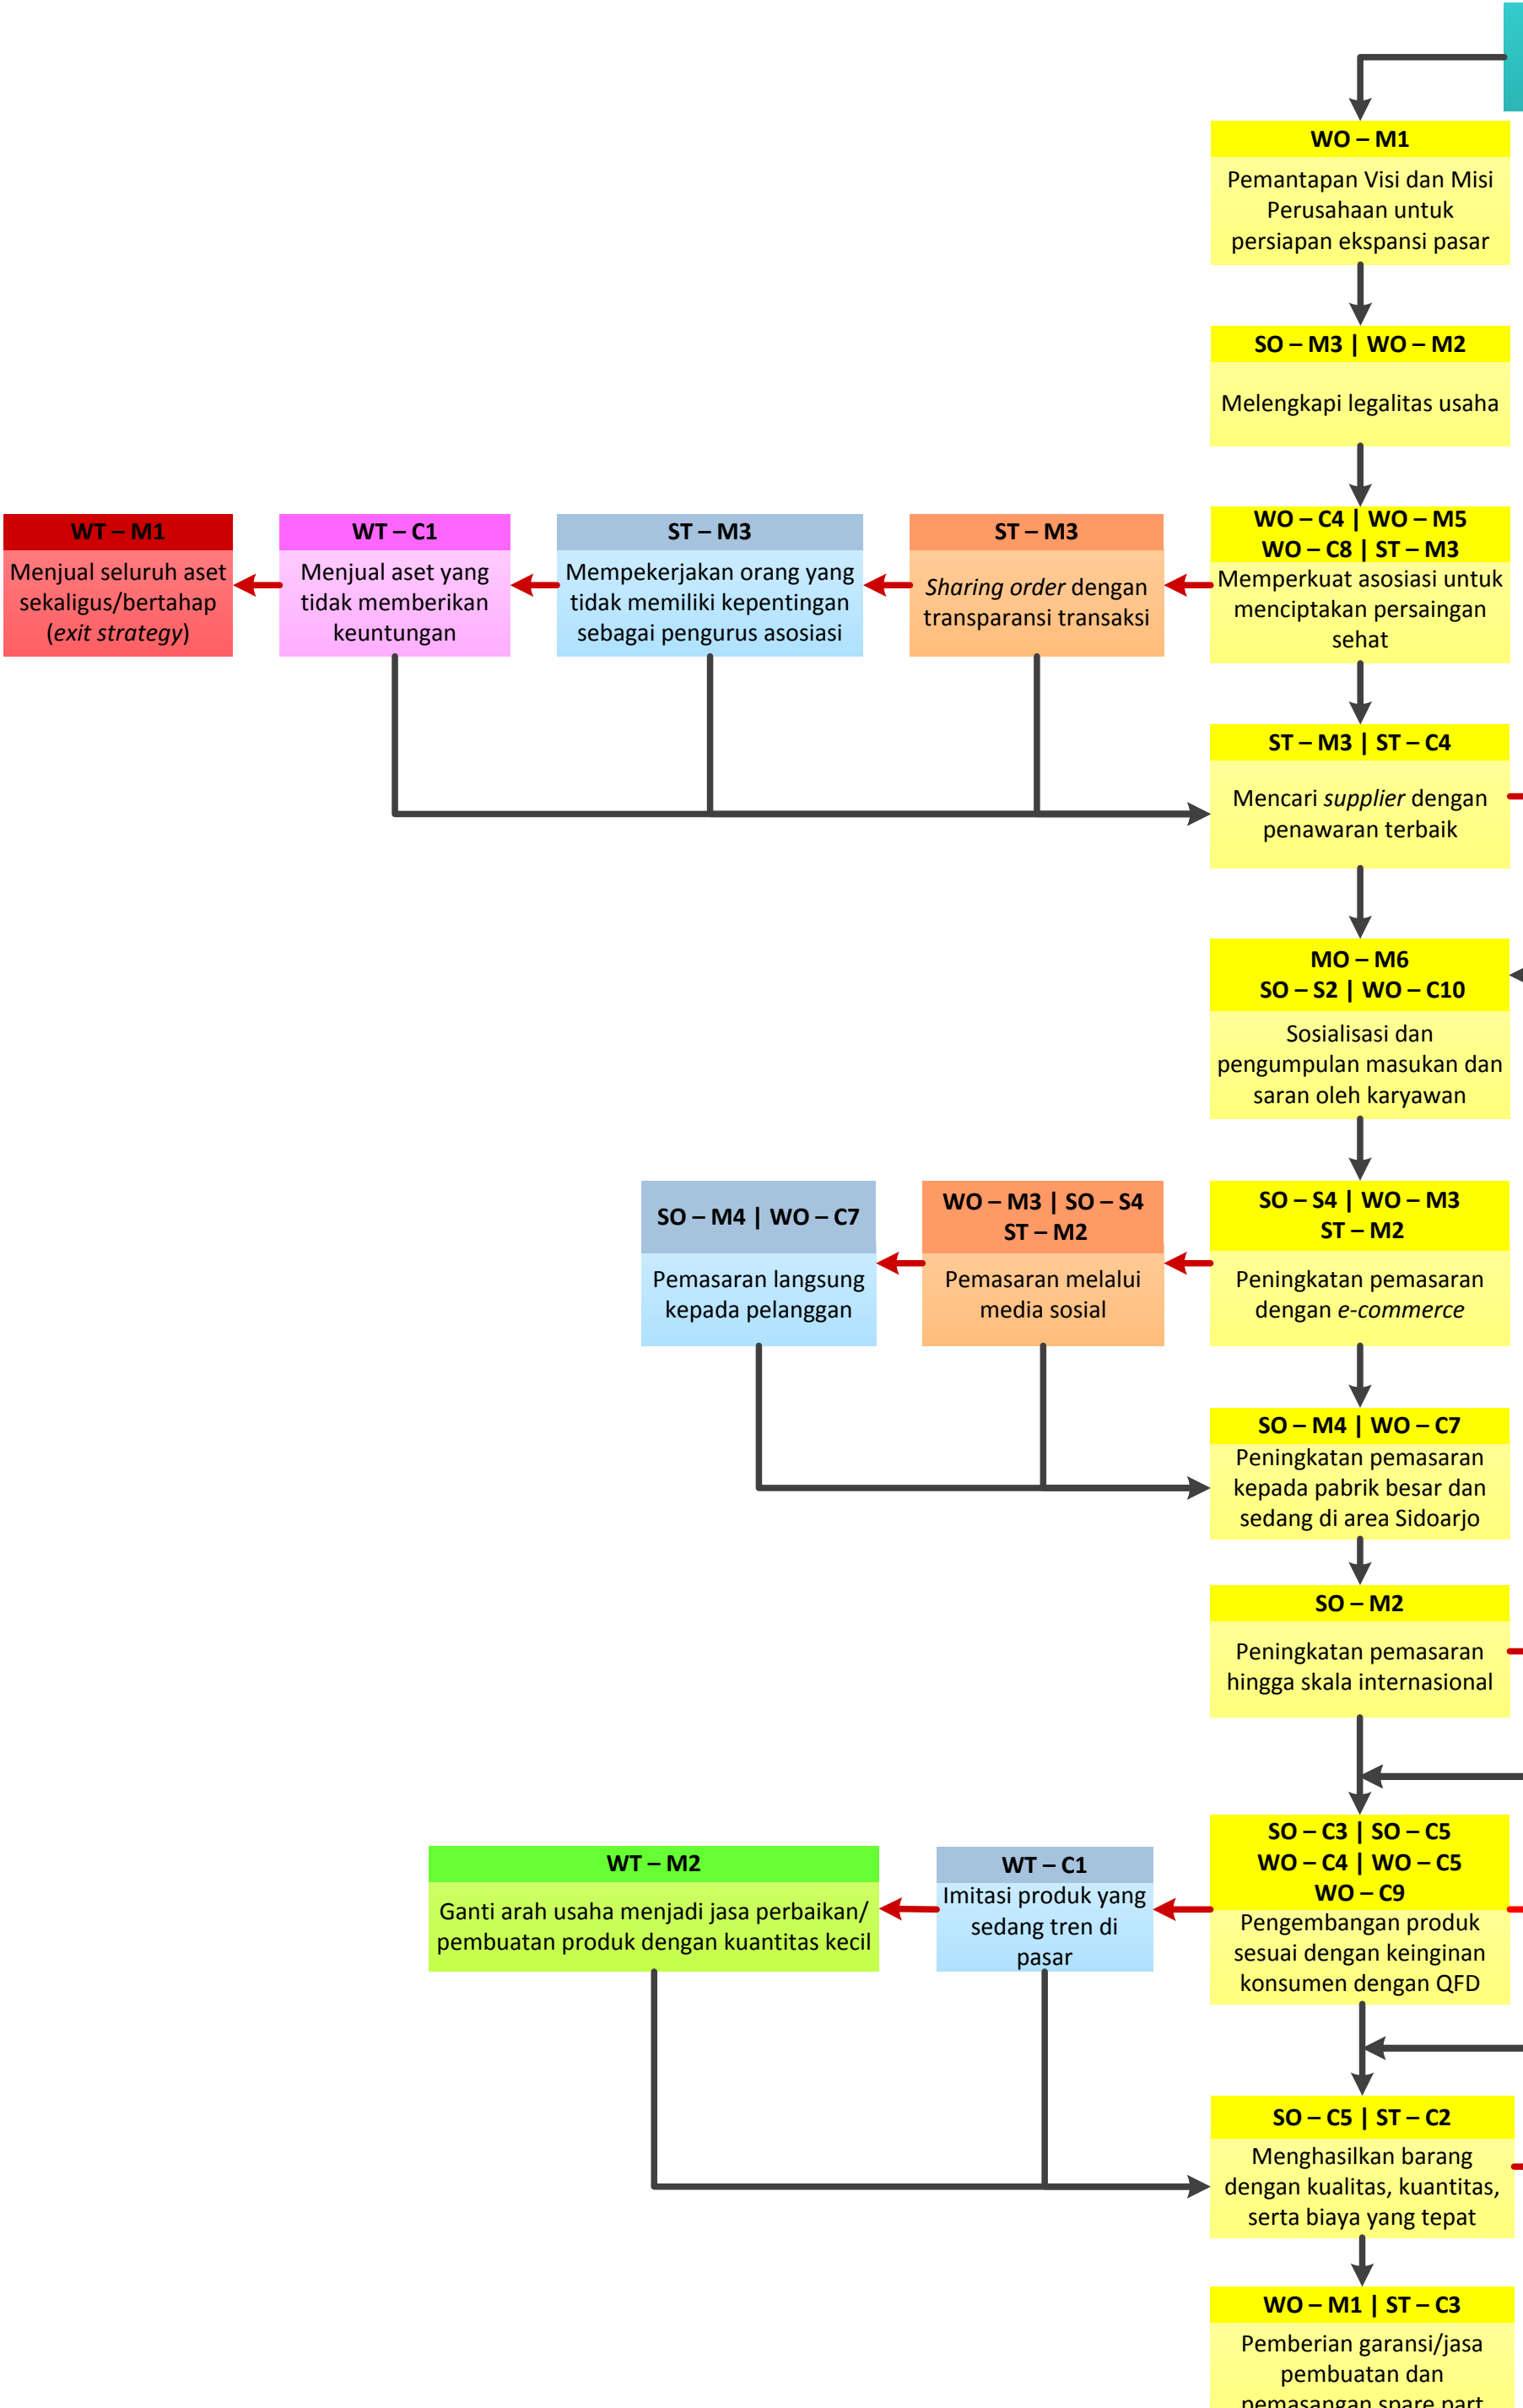 WO – M1
Pemantapan Visi dan Misi
Perusahaan untuk
persiapan ekspansi pasar
SO – M3 | WO – M2
Melengkapi legalitas usaha
WT – M1
Menjual seluruh aset
sekaligus/bertahap
(exit strategy)
WT – C1
Menjual aset yang
tidak memberikan
keuntungan
ST – M3
Mempekerjakan orang yang
tidak memiliki kepentingan
sebagai pengurus asosiasi
ST – M3
Sharing order dengan
transparansi transaksi
WO – C4 | WO – M5
WO – C8 | ST – M3
Memperkuat asosiasi untuk
menciptakan persaingan
sehat
ST – M3 | ST – C4
Mencari supplier dengan
penawaran terbaik
MO – M6
SO – S2 | WO – C10
Sosialisasi dan
pengumpulan masukan dan
saran oleh karyawan
SO – M4 | WO – C7
Pemasaran langsung
kepada pelanggan
WO – M3 | SO – S4
ST – M2
Pemasaran melalui
media sosial
SO – S4 | WO – M3
ST – M2
Peningkatan pemasaran
dengan e-commerce
SO – M4 | WO – C7
Peningkatan pemasaran
kepada pabrik besar dan
sedang di area Sidoarjo
SO – M2
Peningkatan pemasaran
hingga skala internasional
WT – M2
Ganti arah usaha menjadi jasa perbaikan/
pembuatan produk dengan kuantitas kecil
WT – C1
Imitasi produk yang
sedang tren di
pasar
SO – C3 | SO – C5
WO – C4 | WO – C5
WO – C9
Pengembangan produk
sesuai dengan keinginan
konsumen dengan QFD
SO – C5 | ST – C2
Menghasilkan barang
dengan kualitas, kuantitas,
serta biaya yang tepat
WO – M1 | ST – C3
Pemberian garansi/jasa
pembuatan dan
pemasangan spare part